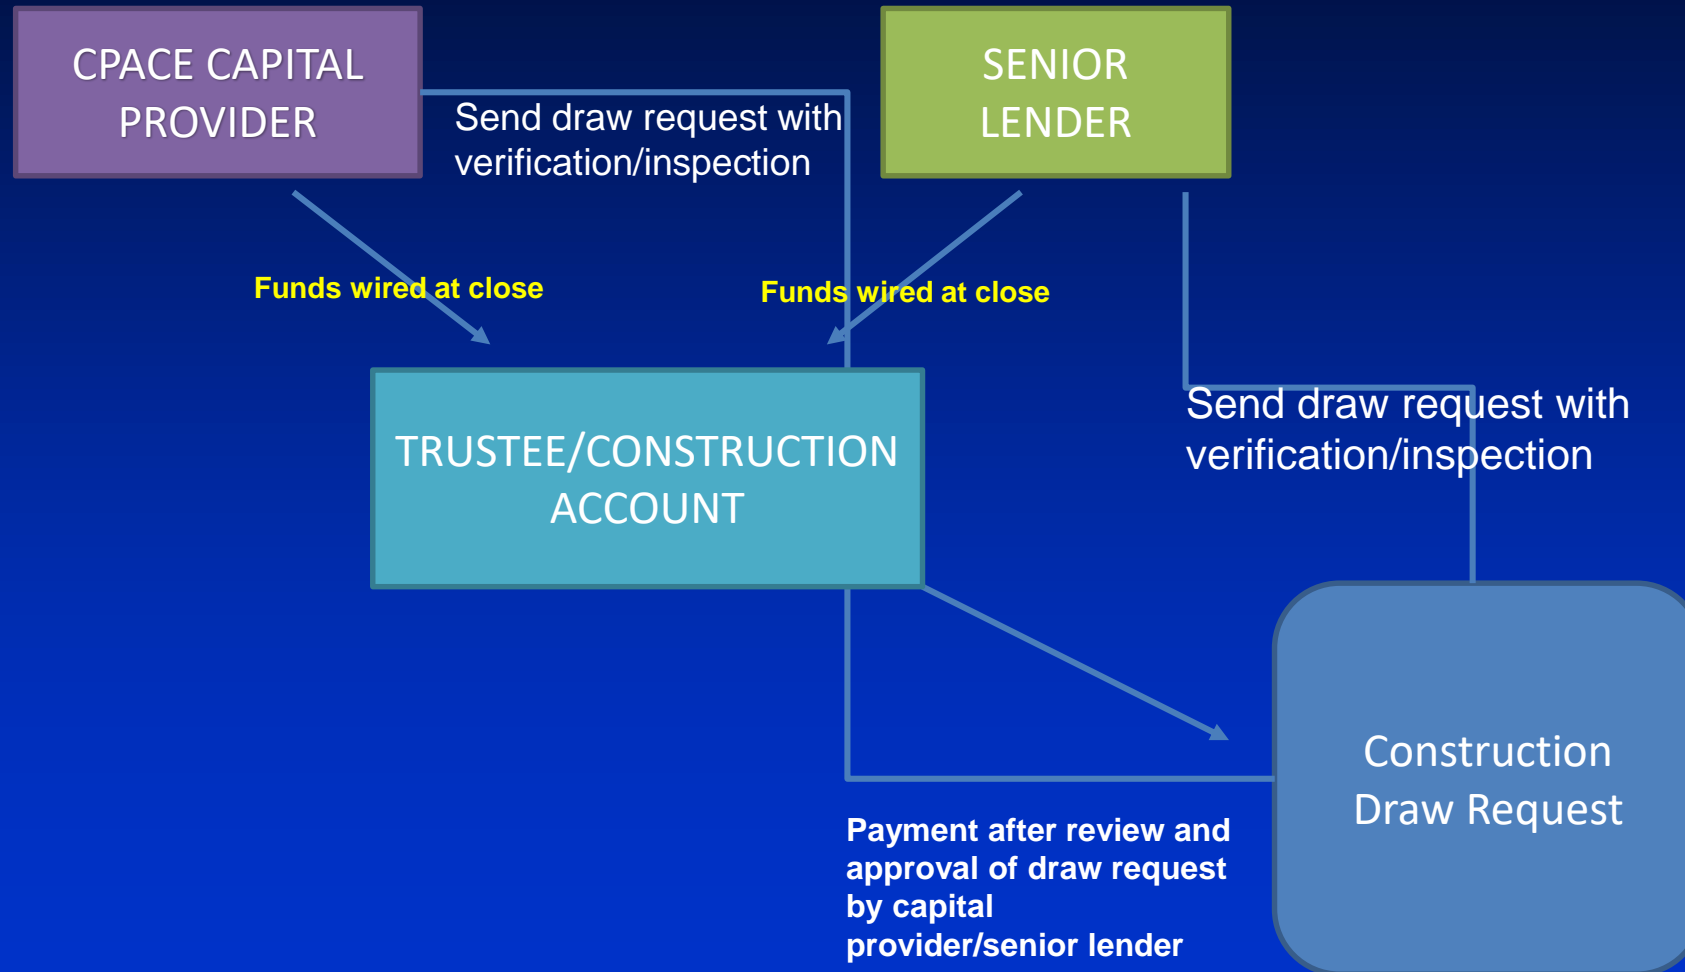 CPACE CAPITAL
PROVIDER
Send draw request with
verification/inspection
SENIOR
LENDER
Funds wired at close
Funds wired at close
Send draw request with
verification/inspection
TRUSTEE/CONSTRUCTION
ACCOUNT
Construction
Draw Request
Payment after review and
approval of draw request
by capital
provider/senior lender